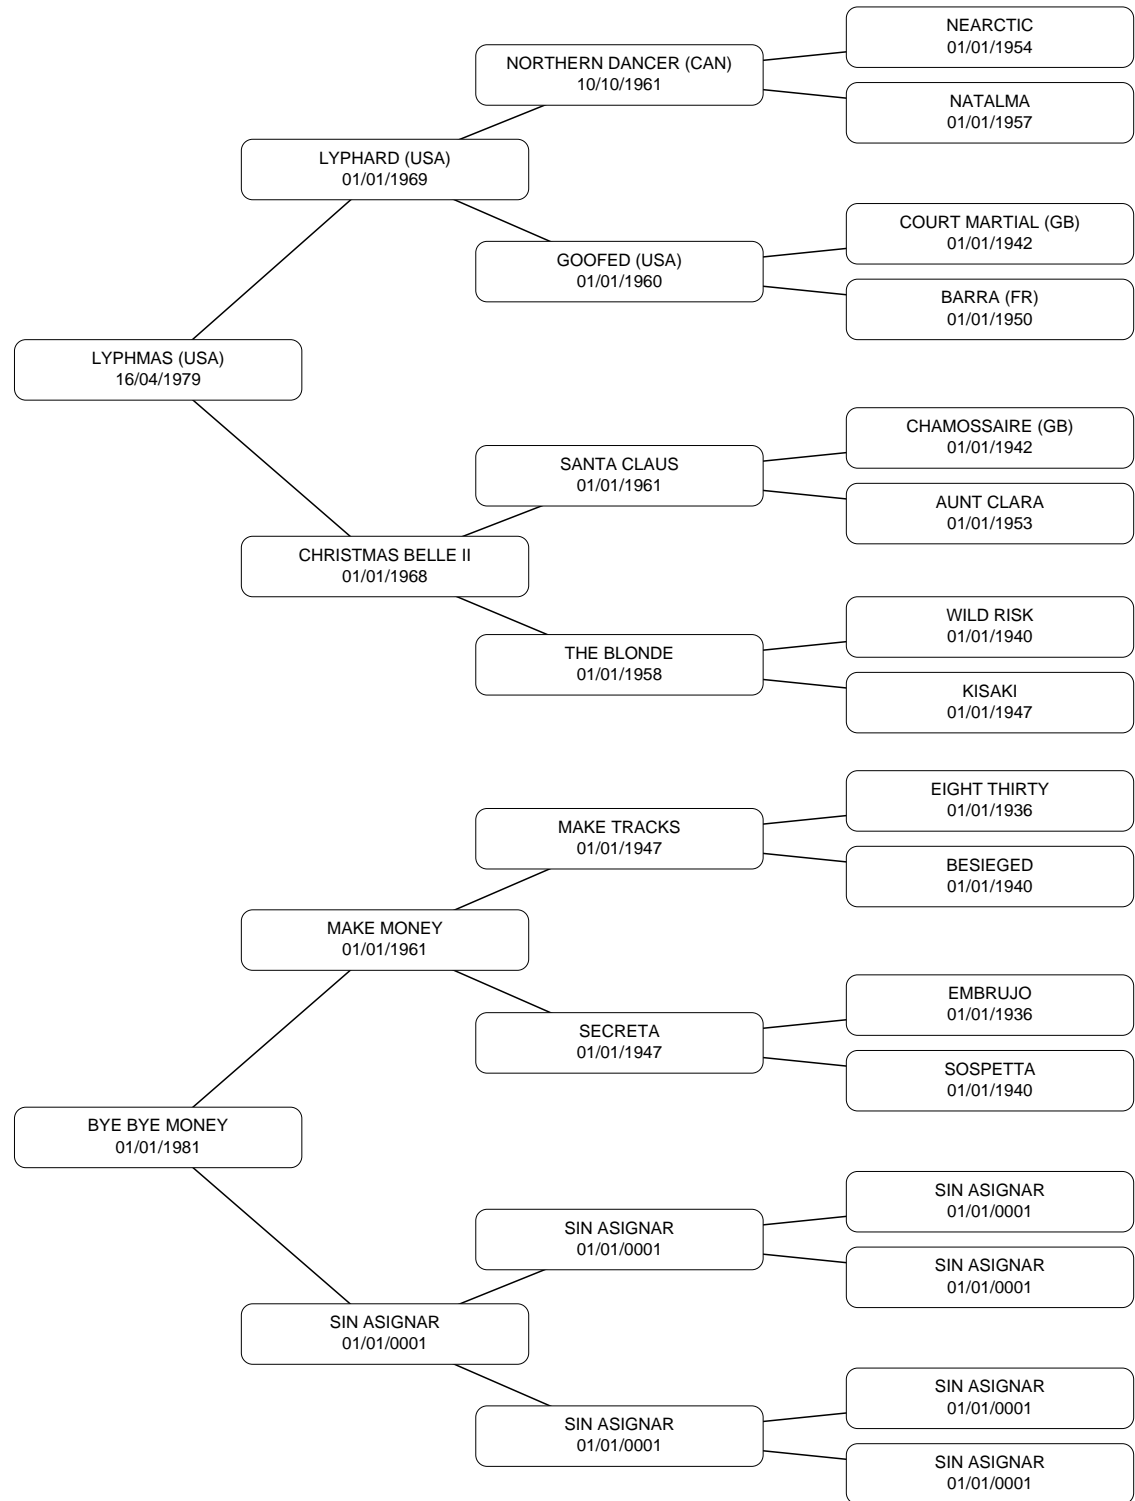 NEARCTIC
01/01/1954
NORTHERN DANCER (CAN)
10/10/1961
NATALMA
01/01/1957
LYPHARD (USA)
01/01/1969
COURT MARTIAL (GB)
01/01/1942
GOOFED (USA)
01/01/1960
BARRA (FR)
01/01/1950
LYPHMAS (USA)
16/04/1979
CHAMOSSAIRE (GB)
01/01/1942
SANTA CLAUS
01/01/1961
AUNT CLARA
01/01/1953
CHRISTMAS BELLE II
01/01/1968
WILD RISK
01/01/1940
THE BLONDE
01/01/1958
KISAKI
01/01/1947
EIGHT THIRTY
01/01/1936
MAKE TRACKS
01/01/1947
BESIEGED
01/01/1940
MAKE MONEY
01/01/1961
EMBRUJO
01/01/1936
SECRETA
01/01/1947
SOSPETTA
01/01/1940
BYE BYE MONEY
01/01/1981
SIN ASIGNAR
01/01/0001
SIN ASIGNAR
01/01/0001
SIN ASIGNAR
01/01/0001
SIN ASIGNAR
01/01/0001
SIN ASIGNAR
01/01/0001
SIN ASIGNAR
01/01/0001
SIN ASIGNAR
01/01/0001